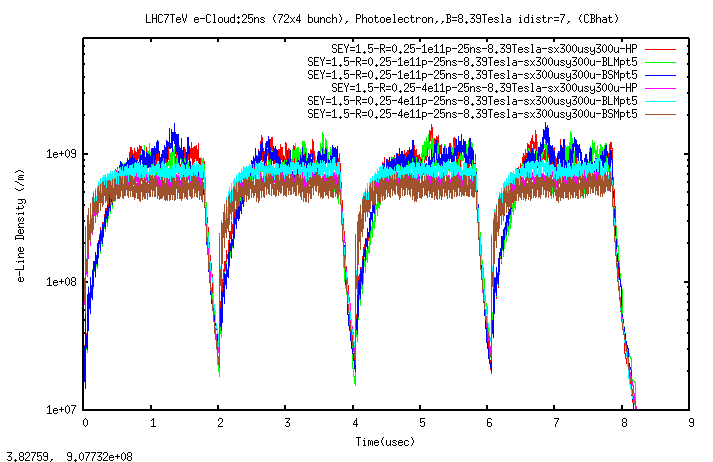 LHC7TeV e-Cloud:25ns (72x4 bunch), Photoelectron,,B=8.39Tesla idistr=7, (CBhat)
SEY=1.5-R=0.25-1e11p-25ns-8.39Tesla-sx300usy300u-HP
SEY=1.5-R=0.25-1e11p-25ns-8.39Tesla-sx300usy300u-BLMpt5
SEY=1.5-R=0.25-1e11p-25ns-8.39Tesla-sx300usy300u-BSMpt5
SEY=1.5-R=0.25-4e11p-25ns-8.39Tesla-sx300usy300u-HP
SEY=1.5-R=0.25-4e11p-25ns-8.39Tesla-sx300usy300u-BLMpt5
SEY=1.5-R=0.25-4e11p-25ns-8.39Tesla-sx300usy300u-BSMpt5
1e+09
e-Line Density (/m)
1e+08
1e+07
0 1 2 3 4 5 6 7 8 9
Time(usec)
3.82759, 9.07732e+08